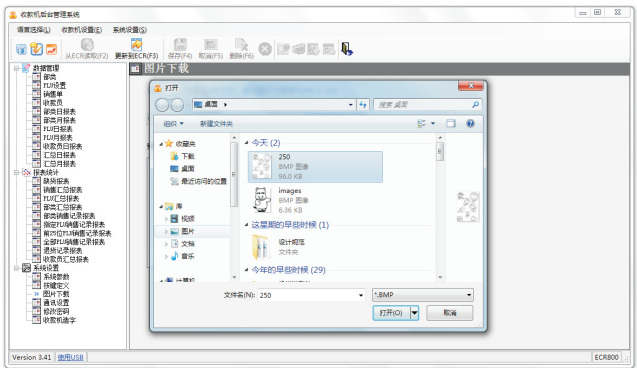 收款机后台管理系统
语言选择(L) 收款机设置(E) 系统设置(S)
从ECR读取(F2) 更新到ECR(F3) 保存(F4) 取消(F5) 删除(F6)
数据管理
部类
PLU设置
销售单
收款员
部类日报表
部类月报表
PLU日报表
PLU月报表
收款员日报表
汇总日报表
汇总月报表
报表统计
缺货报表
销售汇总报表
PLU汇总报表
部类汇总报表
部类销售记录报表
指定PLU销售记录报表
前25位PLU销售记录报表
全部PLU销售记录报表
退货记录报表
收款员汇总报表
系统设置
系统参数
按键定义
图片下载
通讯设置
修改密码
收款机造字
图片下载
打开
桌面
搜索 桌面
组织
新建文件夹
收藏夹
下载
桌面
最近访问的位置
库
视频
图片
文档
音乐
计算机
今天 (2)
250
BMP 图像
96.0 KB
images
BMP 图像
6.36 KB
这星期的早些时候 (1)
设计规范
文件夹
今年的早些时候 (29)
文件名(N): 250
*.BMP
打开(O)
取消
Version 3.41 使用USB
ECR800